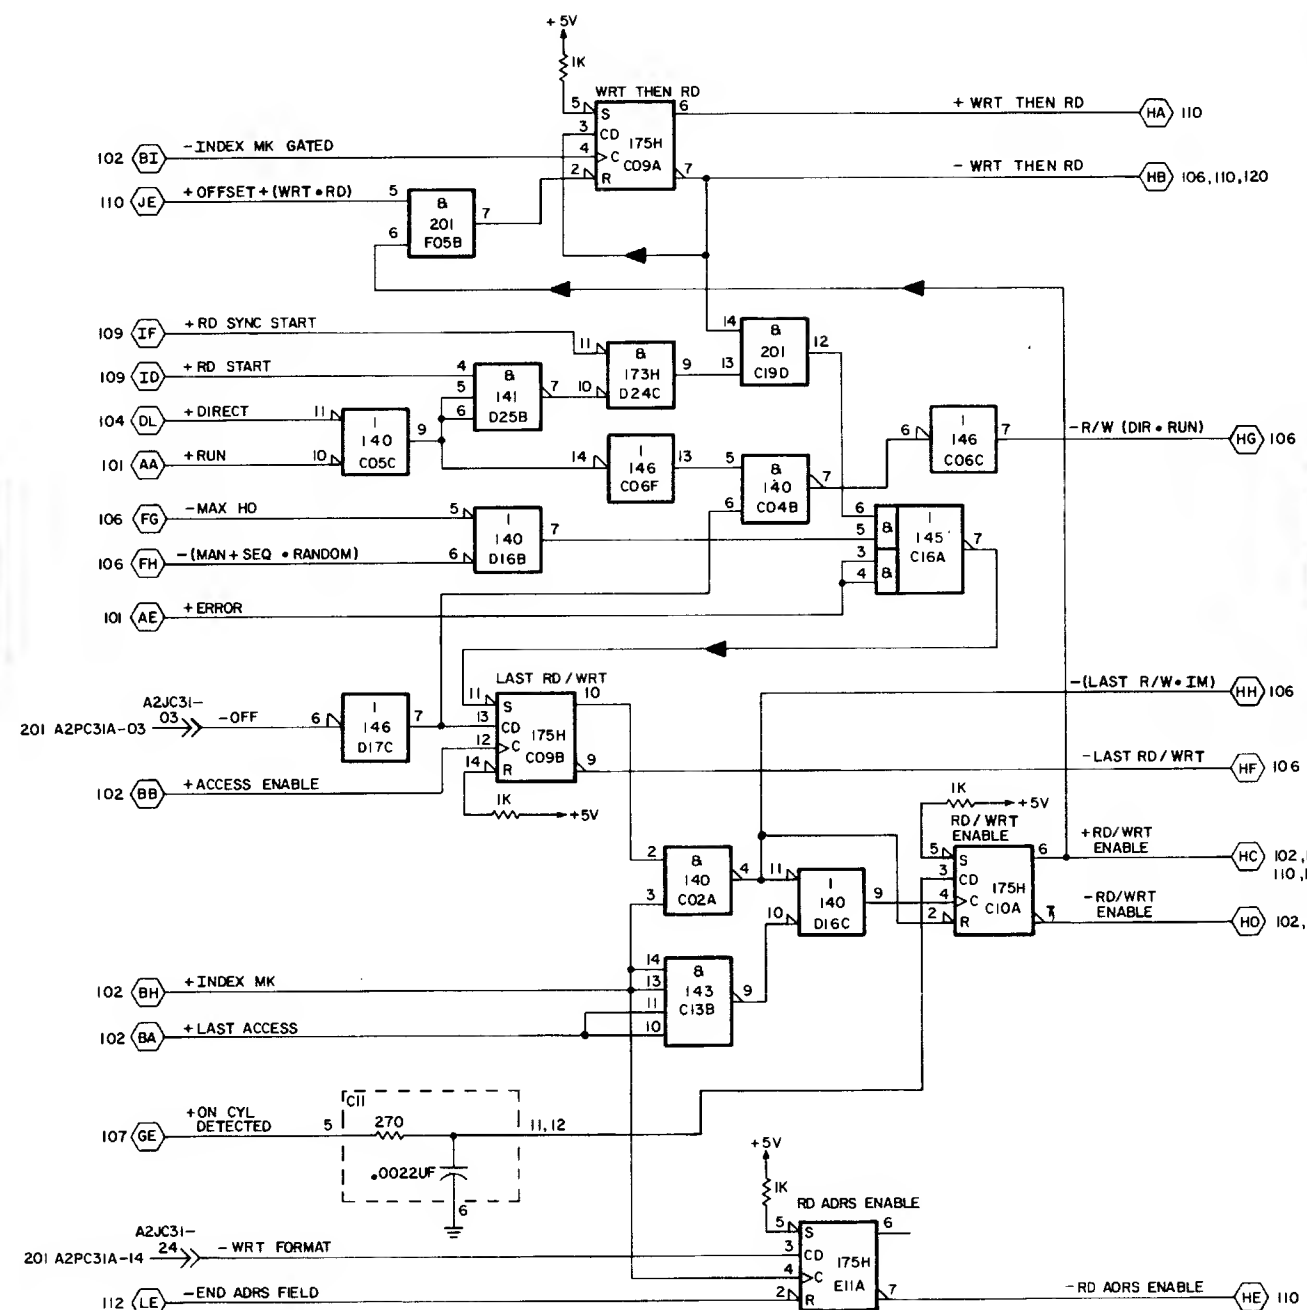 +5V
1K
WRT THEN RD
5 S 6
3 CD
4 C
2 R 7
175H
C09A
+ WRT THEN RD
HA 110
102 BI -INDEX MK GATED
- WRT THEN RD
HB 106,110,120
110 JE +OFFSET+(WRT•RD)
5
6
&
201
F05B
7
109 IF +RD SYNC START
11
10
&
173H
D24C
9
14
13
&
201
C19D
12
109 ID +RD START
4
5
6
&
141
D25B
7
104 DL +DIRECT
11
10
1
140
C05C
9
101 AA +RUN
14
1
146
C06F
13
5
6
&
140
C04B
7
6
1
146
C06C
7
-R/W (DIR•RUN)
HG 106
106 FG -MAX HD
5
6
1
140
D16B
7
106 FH -(MAN+SEQ •RANDOM)
6
5
3
4
&
&
1
145
C16A
7
101 AE +ERROR
LAST RD/WRT
11 S 10
13 CD
12 C
14 R 9
175H
C09B
1K
+5V
A2JC31-
201 A2PC31A-03
03
-OFF
6
1
146
D17C
7
102 BB +ACCESS ENABLE
-(LAST R/W•IM)
HH 106
-LAST RD/WRT
HF 106
1K
+5V
RD/WRT
ENABLE
5 S 6
3 CD
4 C
2 R 7
175H
C10A
+RD/WRT
ENABLE
HC 102,
110,
-RD/WRT
ENABLE
HD 102,
2
3
&
140
C02A
4
11
10
1
140
D16C
9
102 BH +INDEX MK
14
13
11
10
&
143
C13B
9
102 BA +LAST ACCESS
C11
107 GE +ON CYL
DETECTED
5
270
11,12
.0022UF
6
+5V
1K
RD ADRS ENABLE
5 S 6
3 CD
4 C
2 R 7
175H
E11A
A2JC31-
201 A2PC31A-14
24
-WRT FORMAT
112 LE -END ADRS FIELD
-RD ADRS ENABLE
HE 110